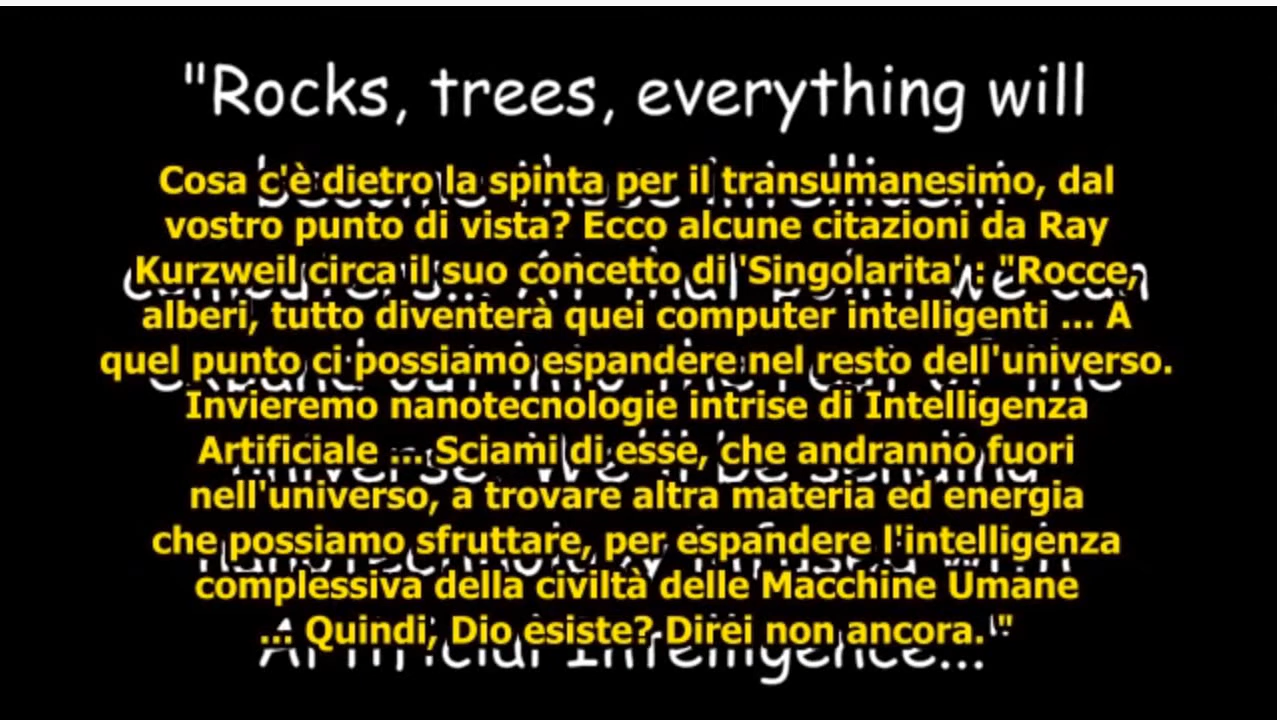 "Rocks, trees, everything will
Cosa c'è dietro la spinta per il transumanesimo, dal
vostro punto di vista? Ecco alcune citazioni da Ray
Kurzweil circa il suo concetto di 'Singolarita' : "Rocce,
alberi, tutto diventerà quei computer intelligenti ... A
quel punto ci possiamo espandere nel resto dell'universo.
Invieremo nanotecnologie intrise di Intelligenza
Artificiale ... Sciami di esse, che andranno fuori
nell'universo, a trovare altra materia ed energia
che possiamo sfruttare, per espandere l'intelligenza
complessiva della civiltà delle Macchine Umane
... Quindi, Dio esiste? Direi non ancora. "
Artificial Intelligence...